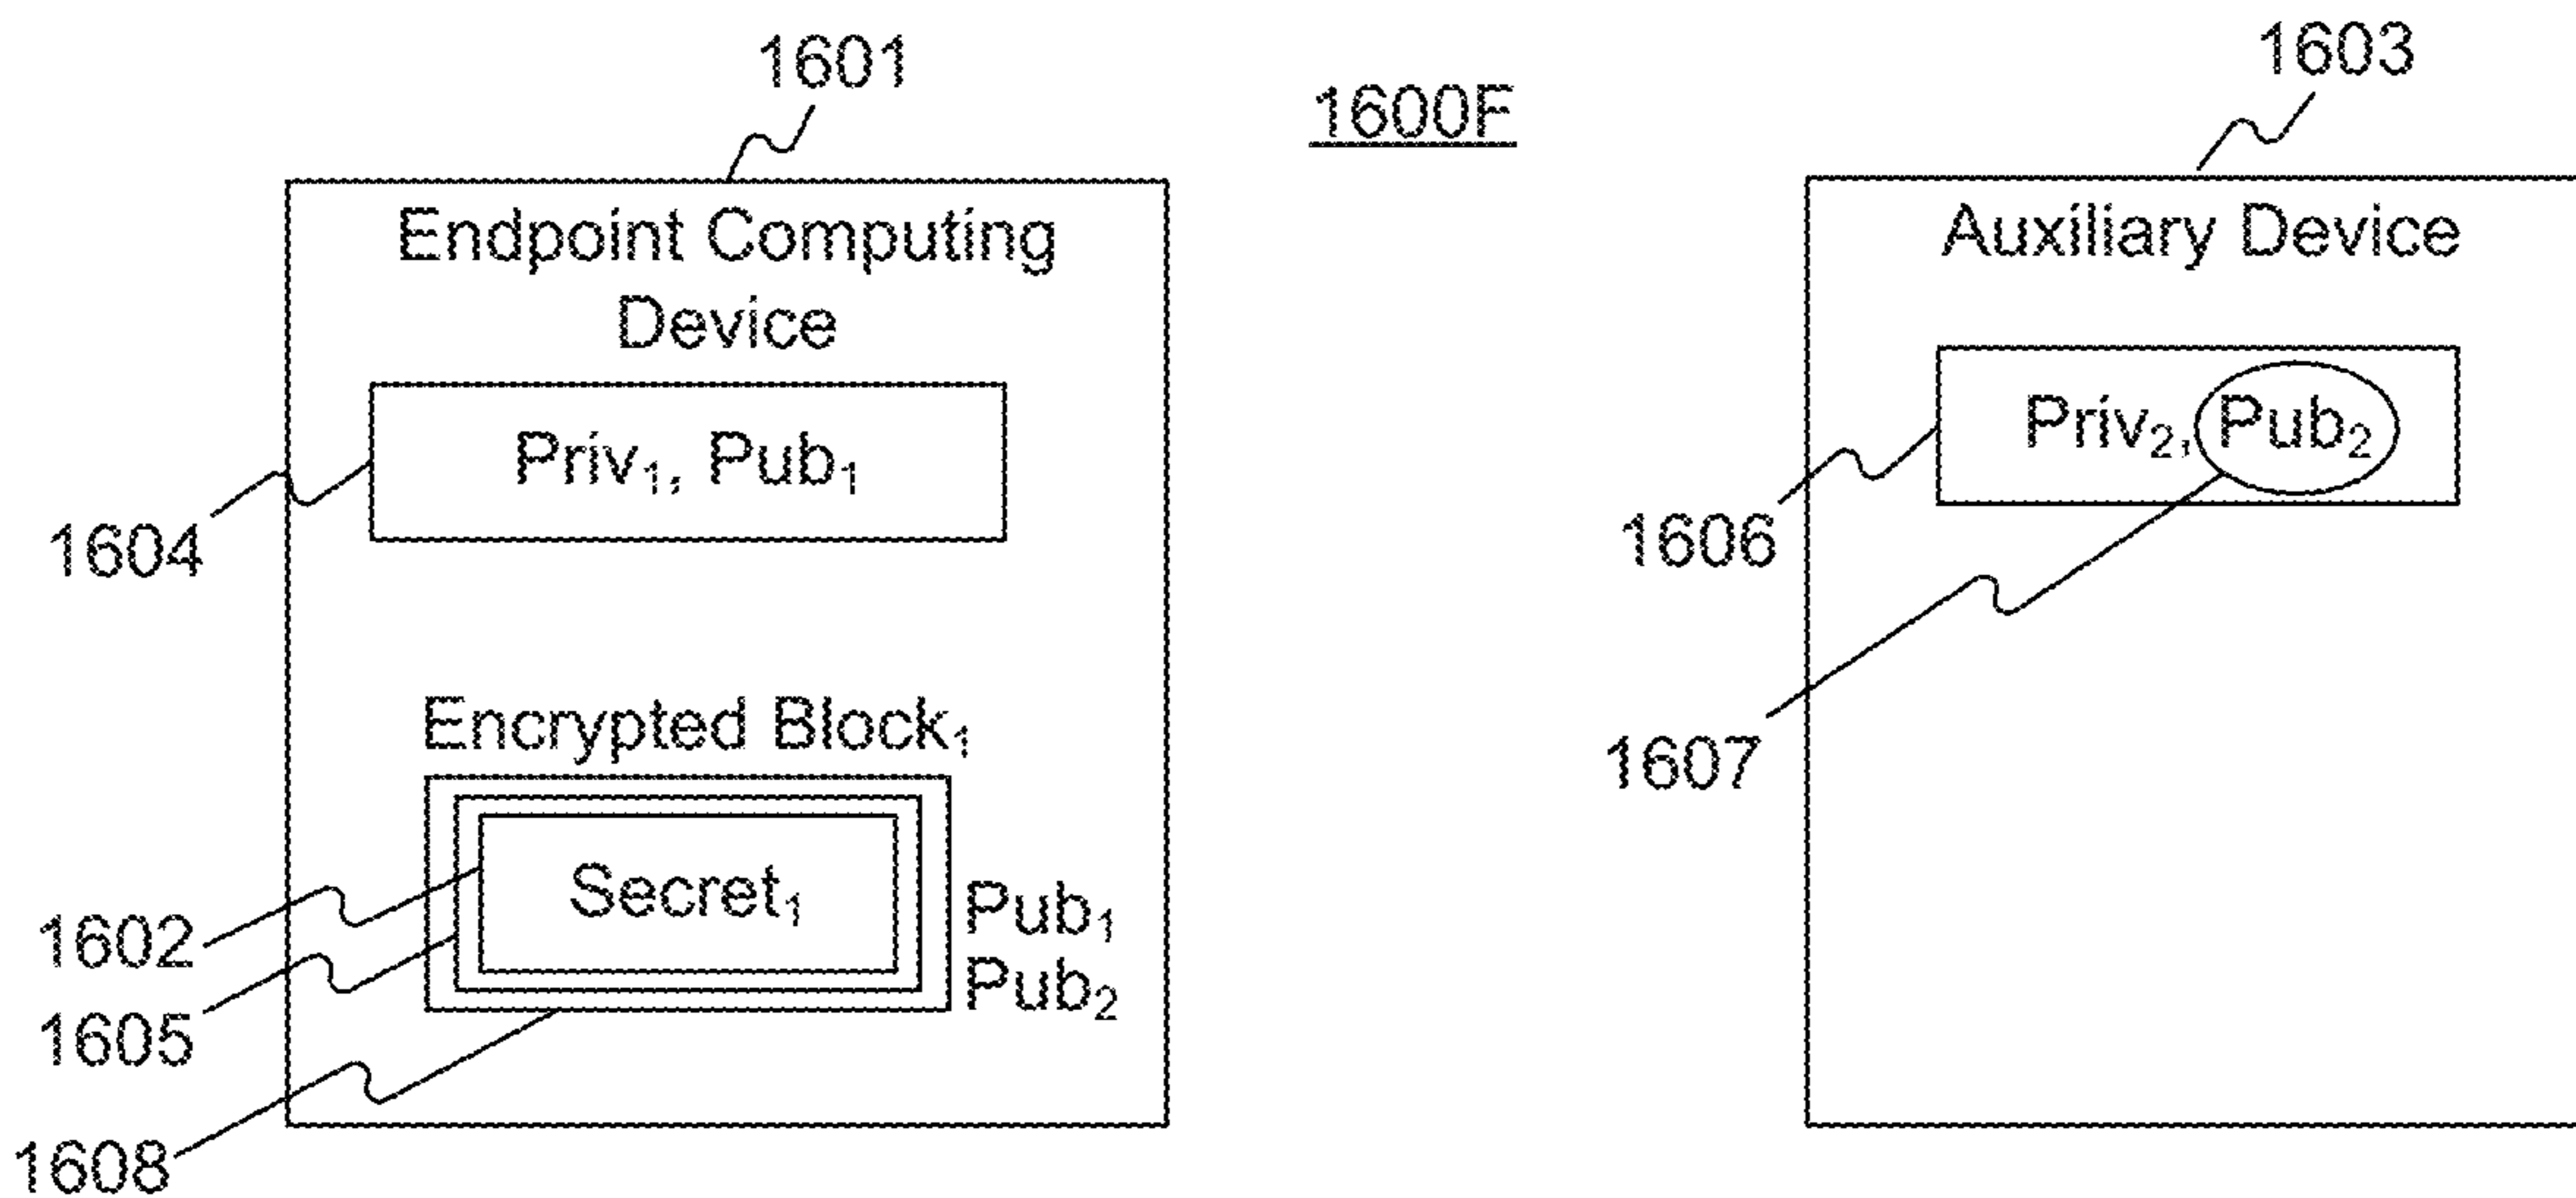 1601
1600F
1603
Endpoint Computing
Device
Priv₁, Pub₁
1604
Auxiliary Device
Priv₂, Pub₂
1606
1607
Encrypted Block₁
Secret₁
Pub₁
Pub₂
1602
1605
1608